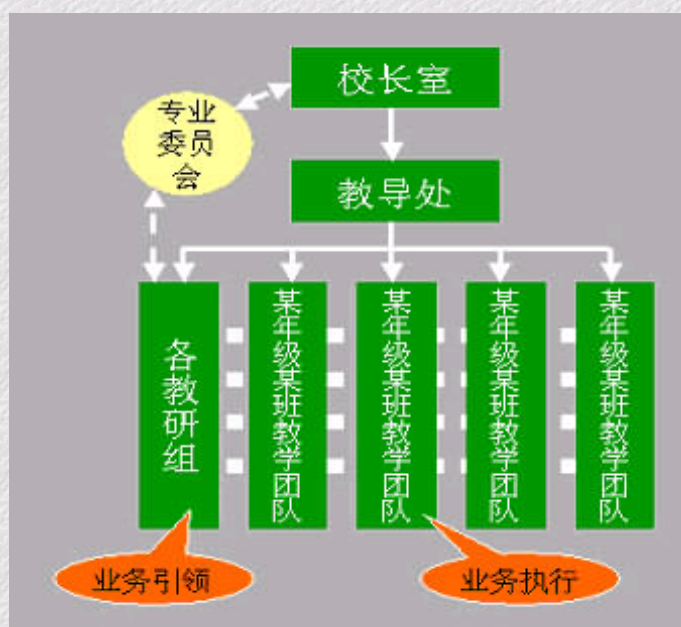 校长室
专业
委员
会
教导处
各教研组
某年级某班教学团队
某年级某班教学团队
某年级某班教学团队
某年级某班教学团队
业务引领
业务执行